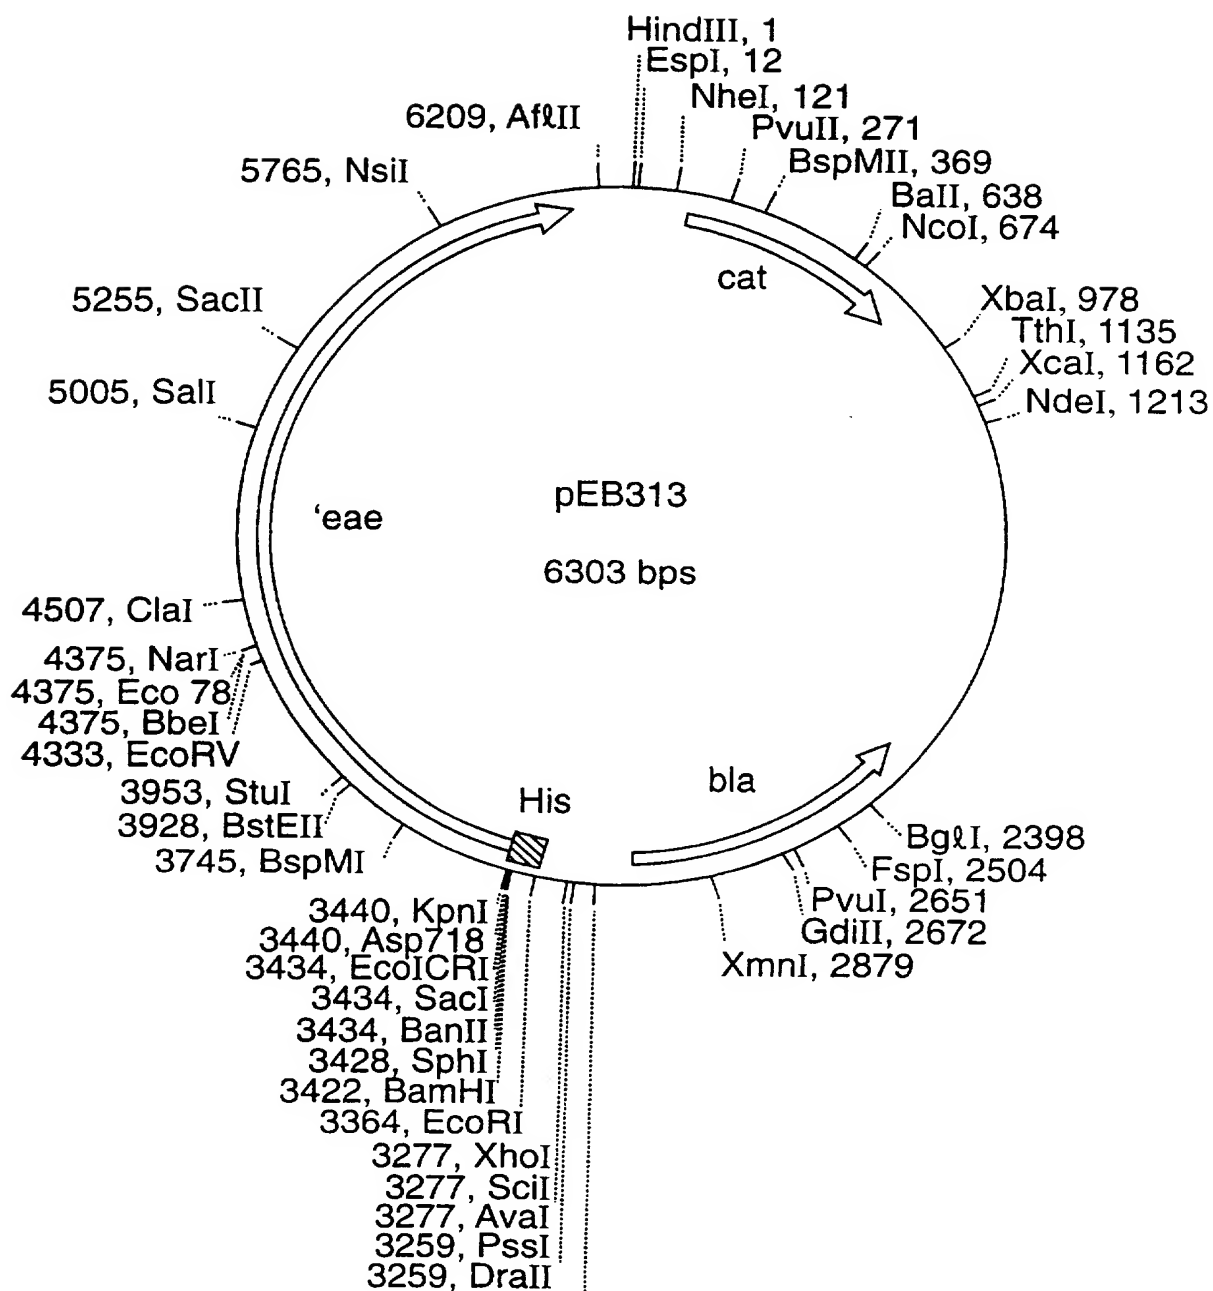 HindIII, 1
EspI, 12
NheI, 121
PvuII, 271
BspMII, 369
BalI, 638
NcoI, 674
XbaI, 978
TthI, 1135
XcaI, 1162
NdeI, 1213
6209, AflII
5765, NsiI
5255, SacII
5005, SalI
cat
pEB313
6303 bps
'eae
4507, ClaI
4375, NarI
4375, Eco 78
4375, BbeI
4333, EcoRV
3953, StuI
3928, BstEII
3745, BspMI
His
bla
BglI, 2398
FspI, 2504
PvuI, 2651
GdiII, 2672
XmnI, 2879
3440, KpnI
3440, Asp718
3434, EcoICRI
3434, SacI
3434, BanII
3428, SphI
3422, BamHI
3364, EcoRI
3277, XhoI
3277, SciI
3277, AvaI
3259, PssI
3259, DraII